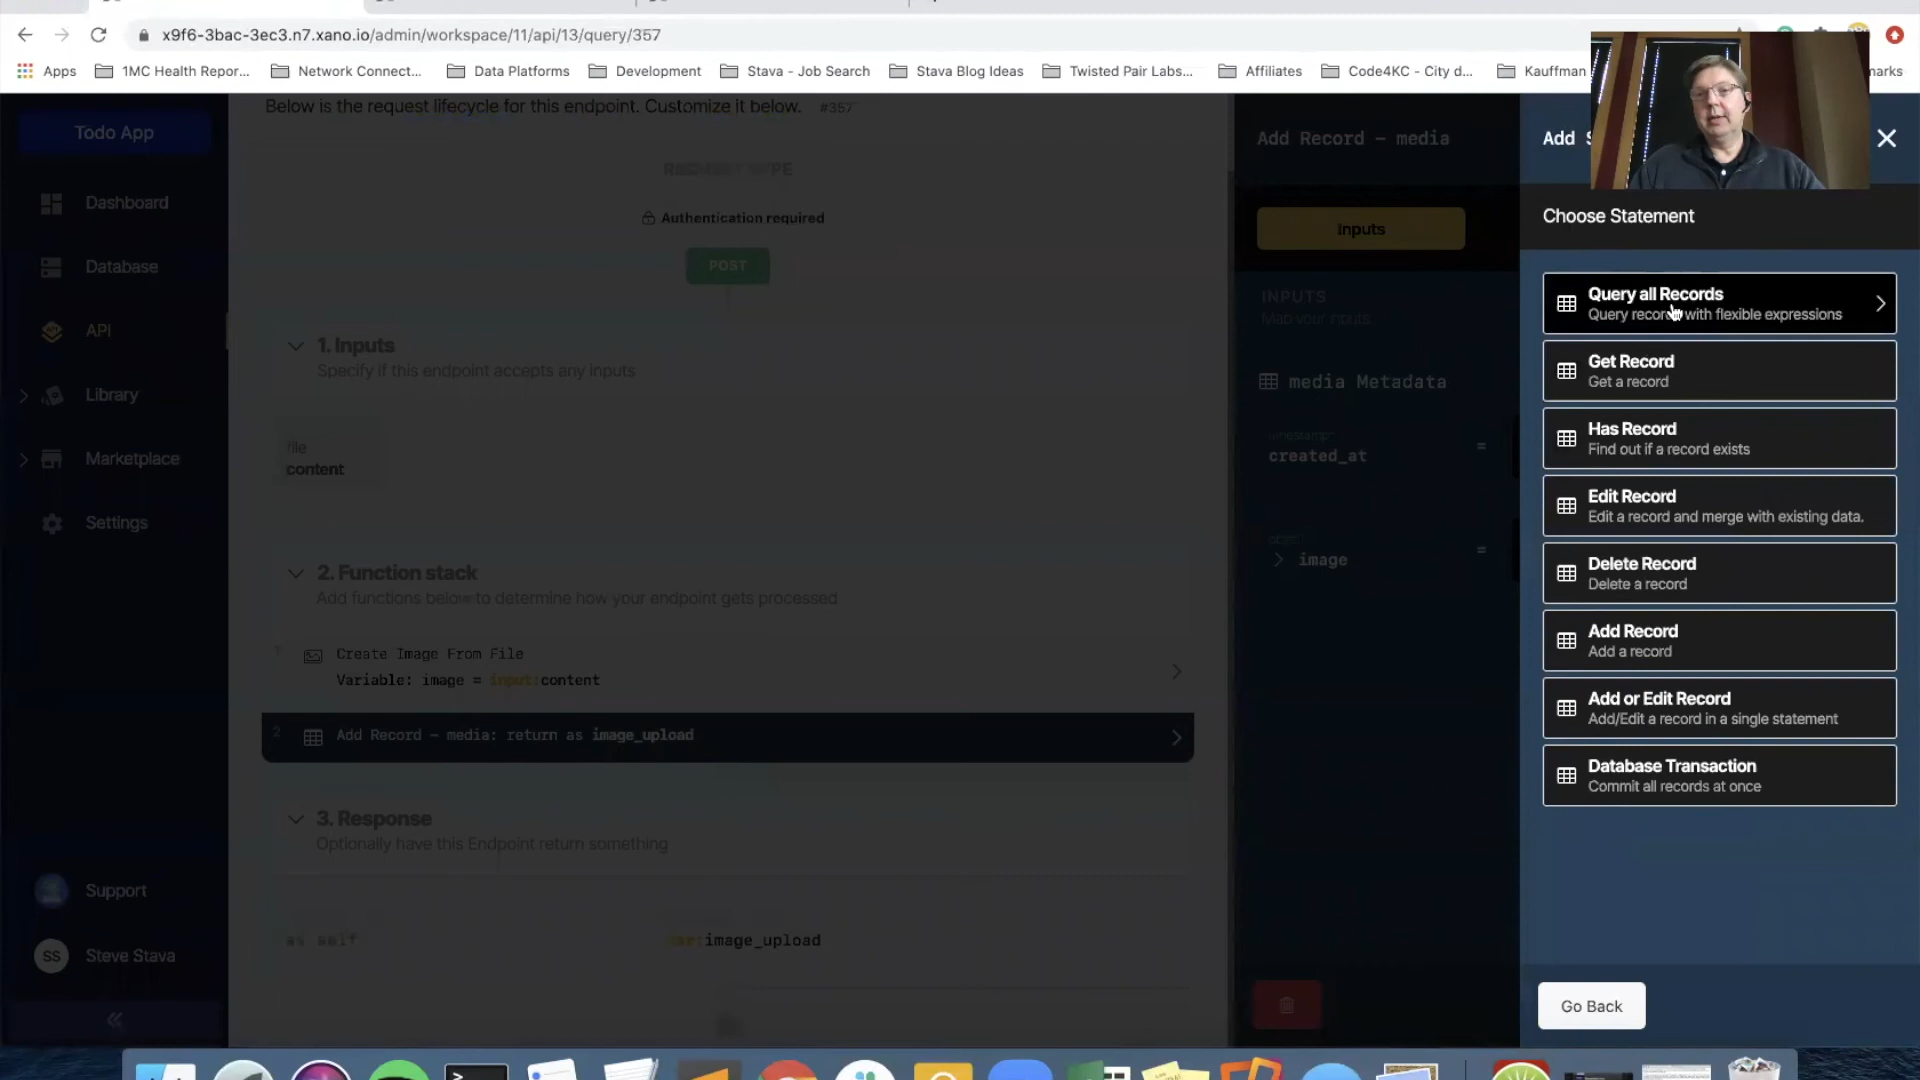 x9f6-3bac-3ec3.n7.xano.io/admin/workspace/11/api/13/query/357
Apps
1MC Health Repor...
Network Connect...
Data Platforms
Development
Stava - Job Search
Stava Blog Ideas
Twisted Pair Labs...
Affiliates
Code4KC - City d...
Kauffman
marks
Todo App
Dashboard
Database
API
Library
Marketplace
Settings
Support
SS
Steve Stava
Below is the request lifecycle for this endpoint. Customize it below. #357
Authentication required
POST
1. Inputs
Specify if this endpoint accepts any inputs
file
content
2. Function stack
Add functions below to determine how your endpoint gets processed
1
Create Image From File
Variable: image = input:content
2
Add Record – media: return as image_upload
3. Response
Optionally have this Endpoint return something
as self
var:image_upload
Add Record – media
Inputs
INPUTS
Map your inputs
media Metadata
timestamp
created_at
=
image
=
Add
Choose Statement
Query all Records
Query records with flexible expressions
Get Record
Get a record
Has Record
Find out if a record exists
Edit Record
Edit a record and merge with existing data.
Delete Record
Delete a record
Add Record
Add a record
Add or Edit Record
Add/Edit a record in a single statement
Database Transaction
Commit all records at once
Go Back